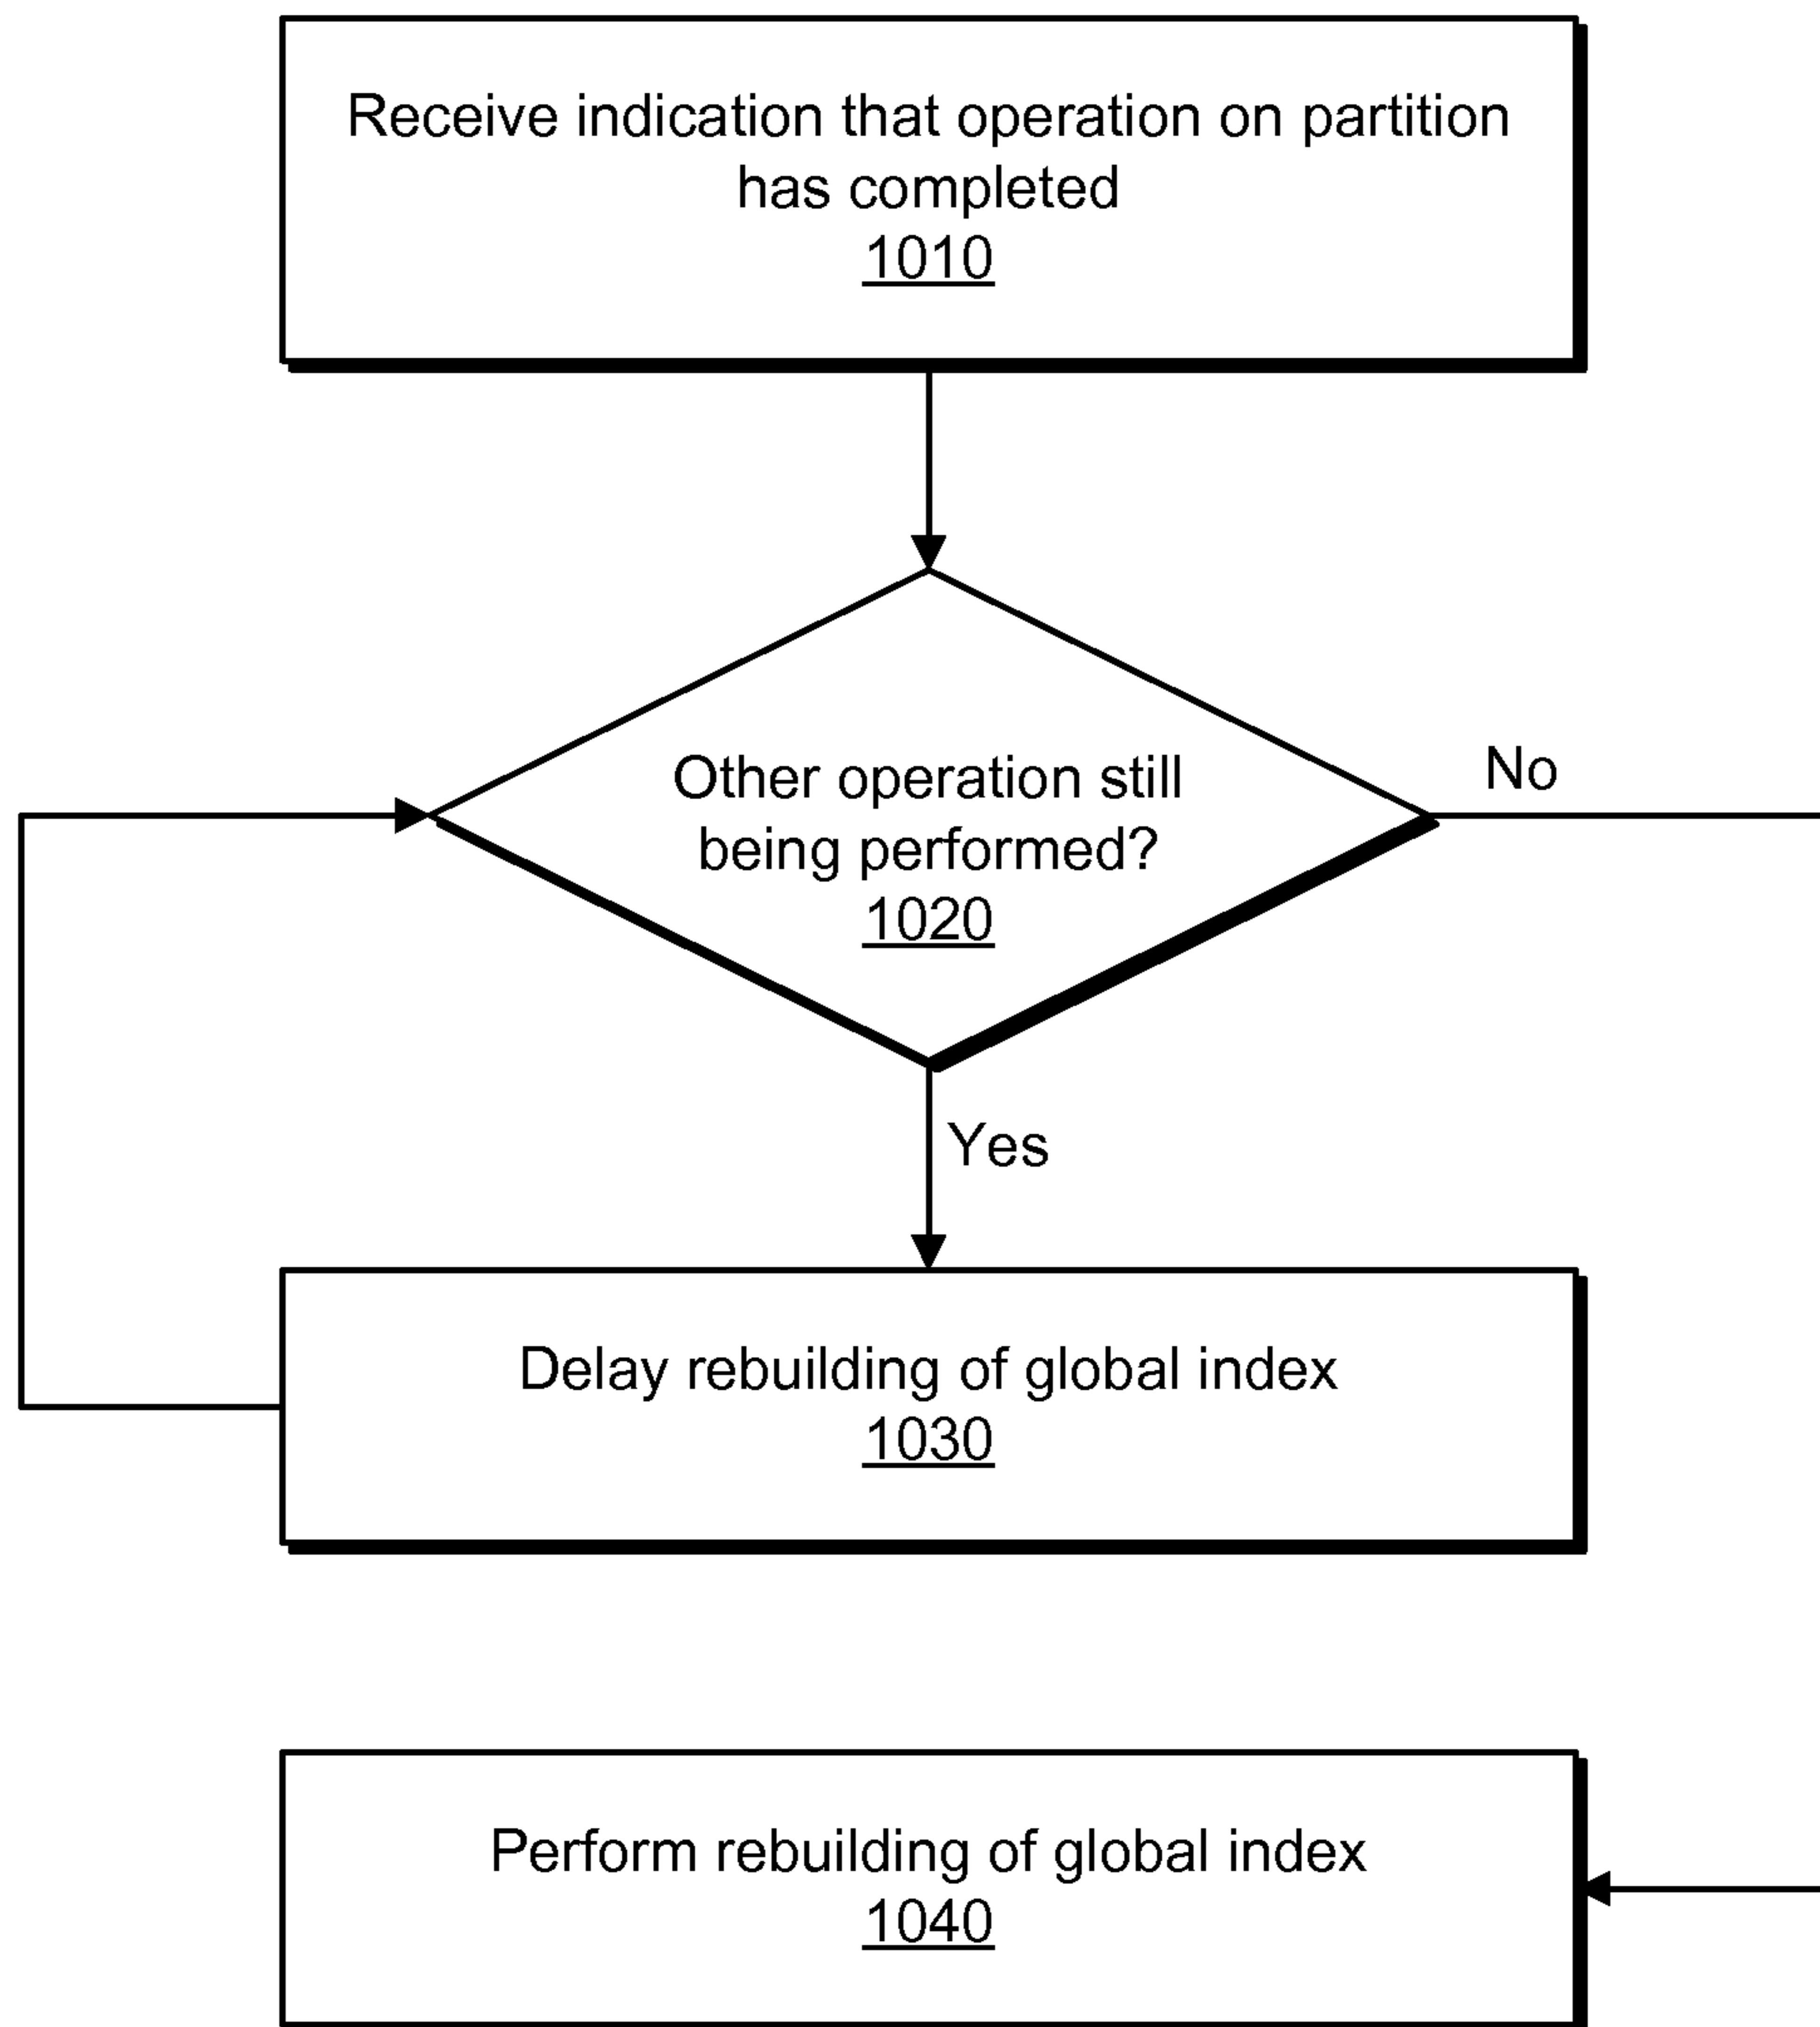 Receive indication that operation on partition
has completed
1010
Other operation still
being performed?
1020
No
Yes
Delay rebuilding of global index
1030
Perform rebuilding of global index
1040